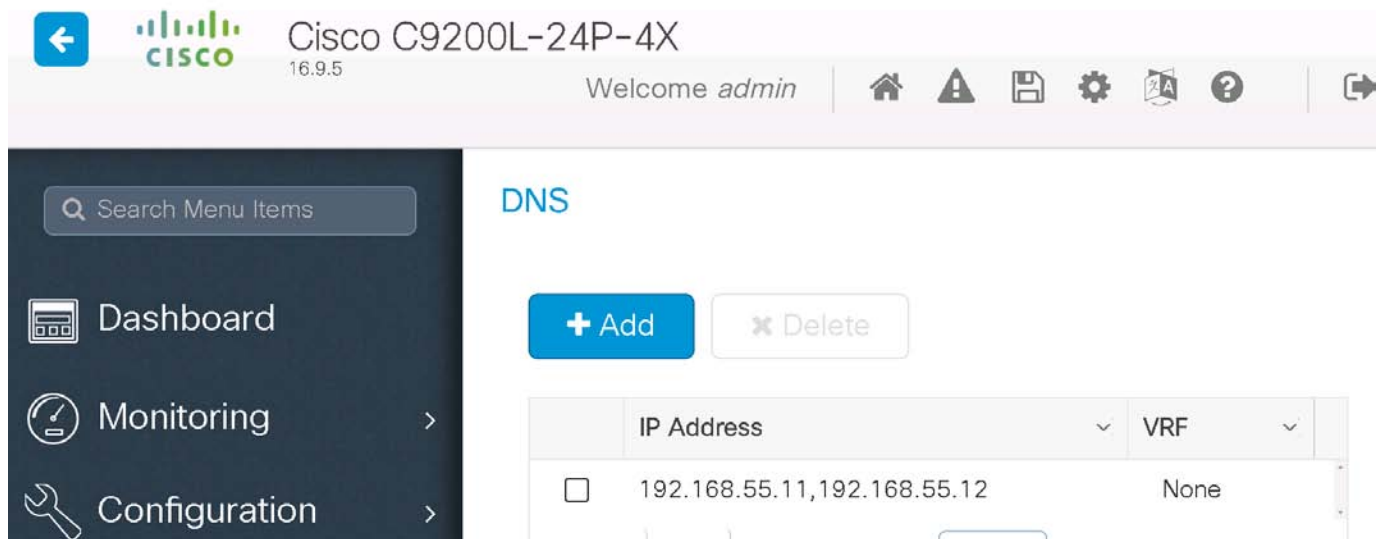 CISCO
Cisco C9200L-24P-4X
16.9.5
Welcome admin
Search Menu Items
Dashboard
Monitoring
Configuration
DNS
Add
Delete
IP Address
VRF
192.168.55.11,192.168.55.12
None